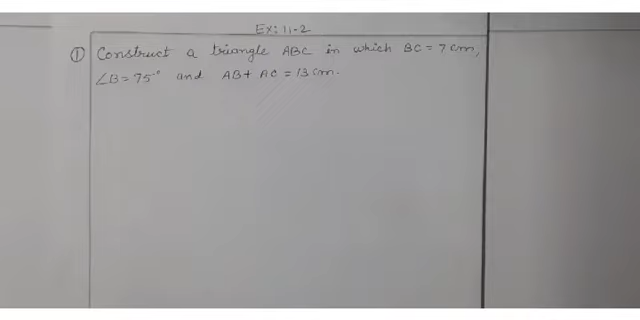 Ex: 11-2
① Construct a triangle ABC in which BC = 7 cm,
∠B = 75° and AB + AC = 13 cm.